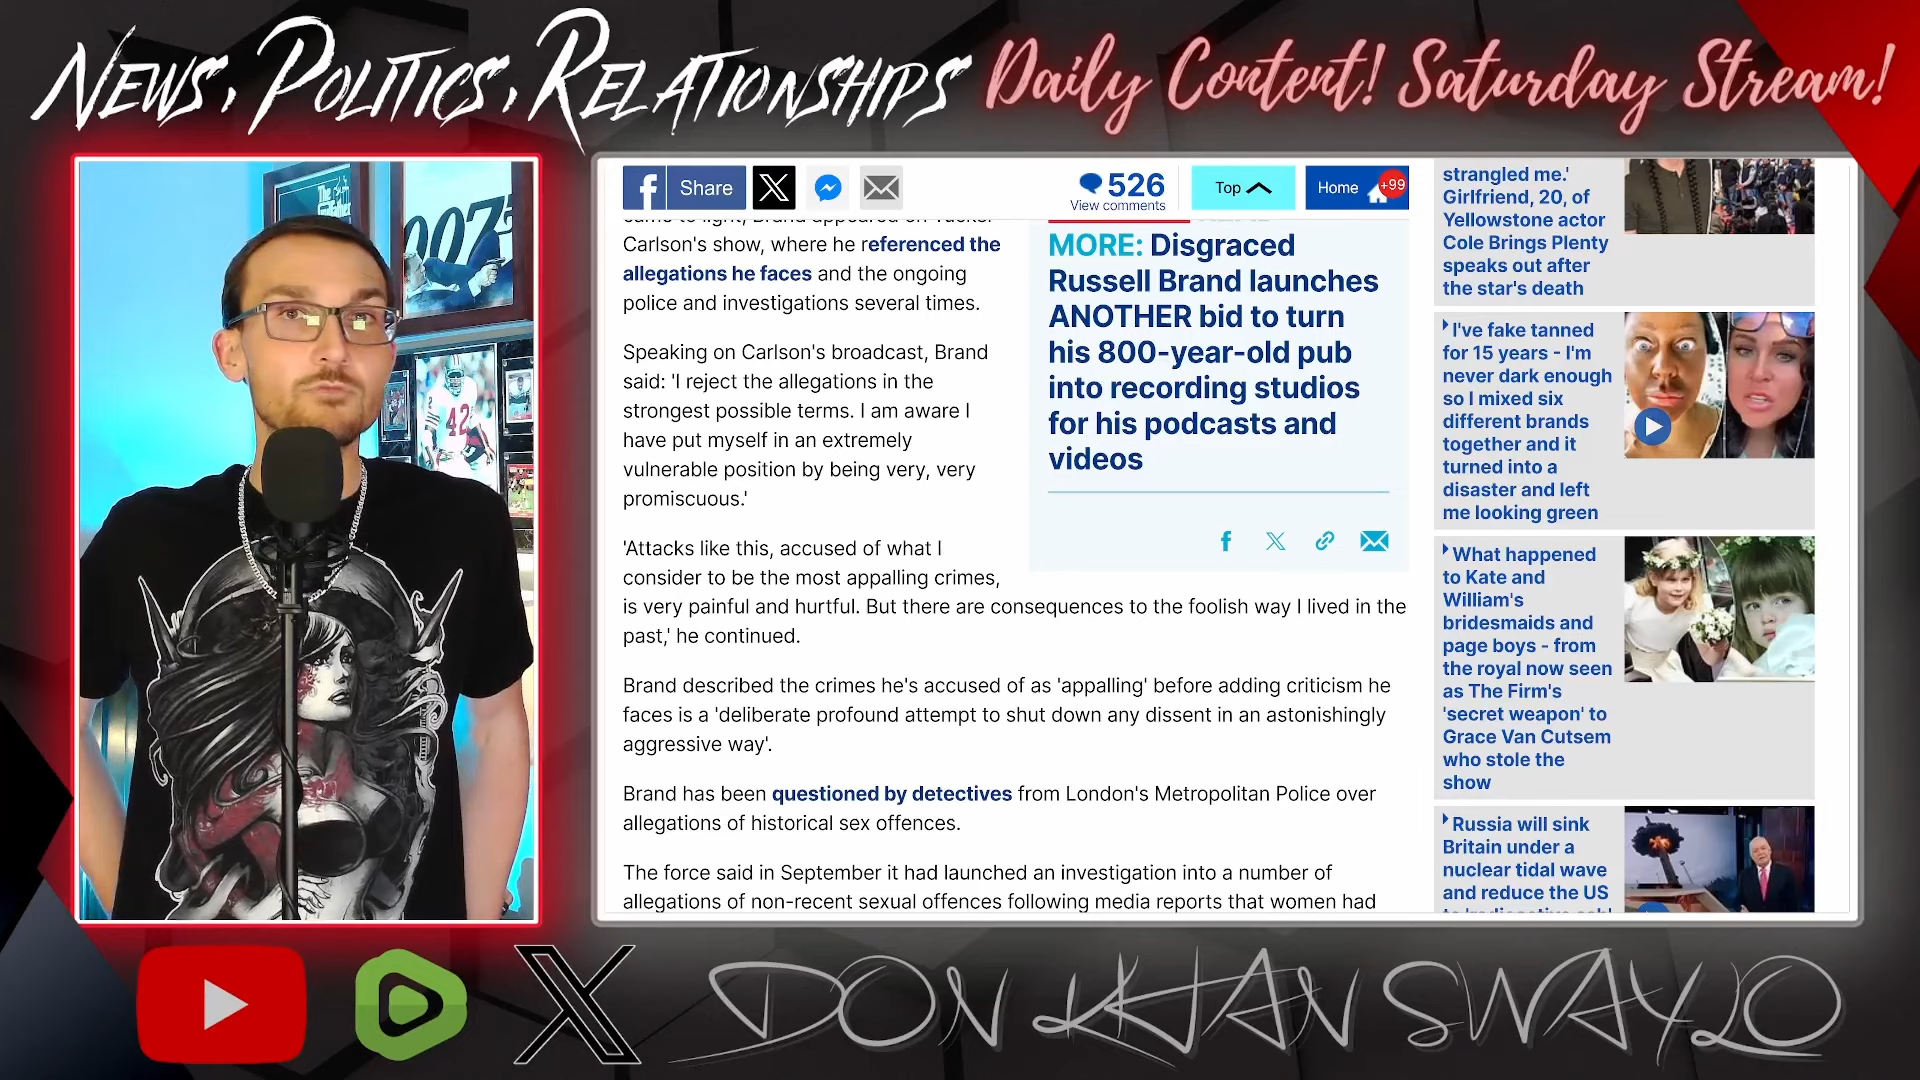 NEWS, POLITICS, RELATIONSHIPS
Daily Content! Saturday Stream!
The
Godfather
007
42
Share
526
View comments
Top
Home
+99
Carlson's show, where he referenced the
allegations he faces and the ongoing
police and investigations several times.
Speaking on Carlson's broadcast, Brand
said: 'I reject the allegations in the
strongest possible terms. I am aware I
have put myself in an extremely
vulnerable position by being very, very
promiscuous.'
'Attacks like this, accused of what I
consider to be the most appalling crimes,
is very painful and hurtful. But there are consequences to the foolish way I lived in the
past,' he continued.
Brand described the crimes he's accused of as 'appalling' before adding criticism he
faces is a 'deliberate profound attempt to shut down any dissent in an astonishingly
aggressive way'.
Brand has been questioned by detectives from London's Metropolitan Police over
allegations of historical sex offences.
The force said in September it had launched an investigation into a number of
allegations of non-recent sexual offences following media reports that women had
MORE: Disgraced
Russell Brand launches
ANOTHER bid to turn
his 800-year-old pub
into recording studios
for his podcasts and
videos
strangled me.'
Girlfriend, 20, of
Yellowstone actor
Cole Brings Plenty
speaks out after
the star's death
I've fake tanned
for 15 years - I'm
never dark enough
so I mixed six
different brands
together and it
turned into a
disaster and left
me looking green
What happened
to Kate and
William's
bridesmaids and
page boys - from
the royal now seen
as The Firm's
'secret weapon' to
Grace Van Cutsem
who stole the
show
Russia will sink
Britain under a
nuclear tidal wave
and reduce the US
DON KHAN SWAYLO